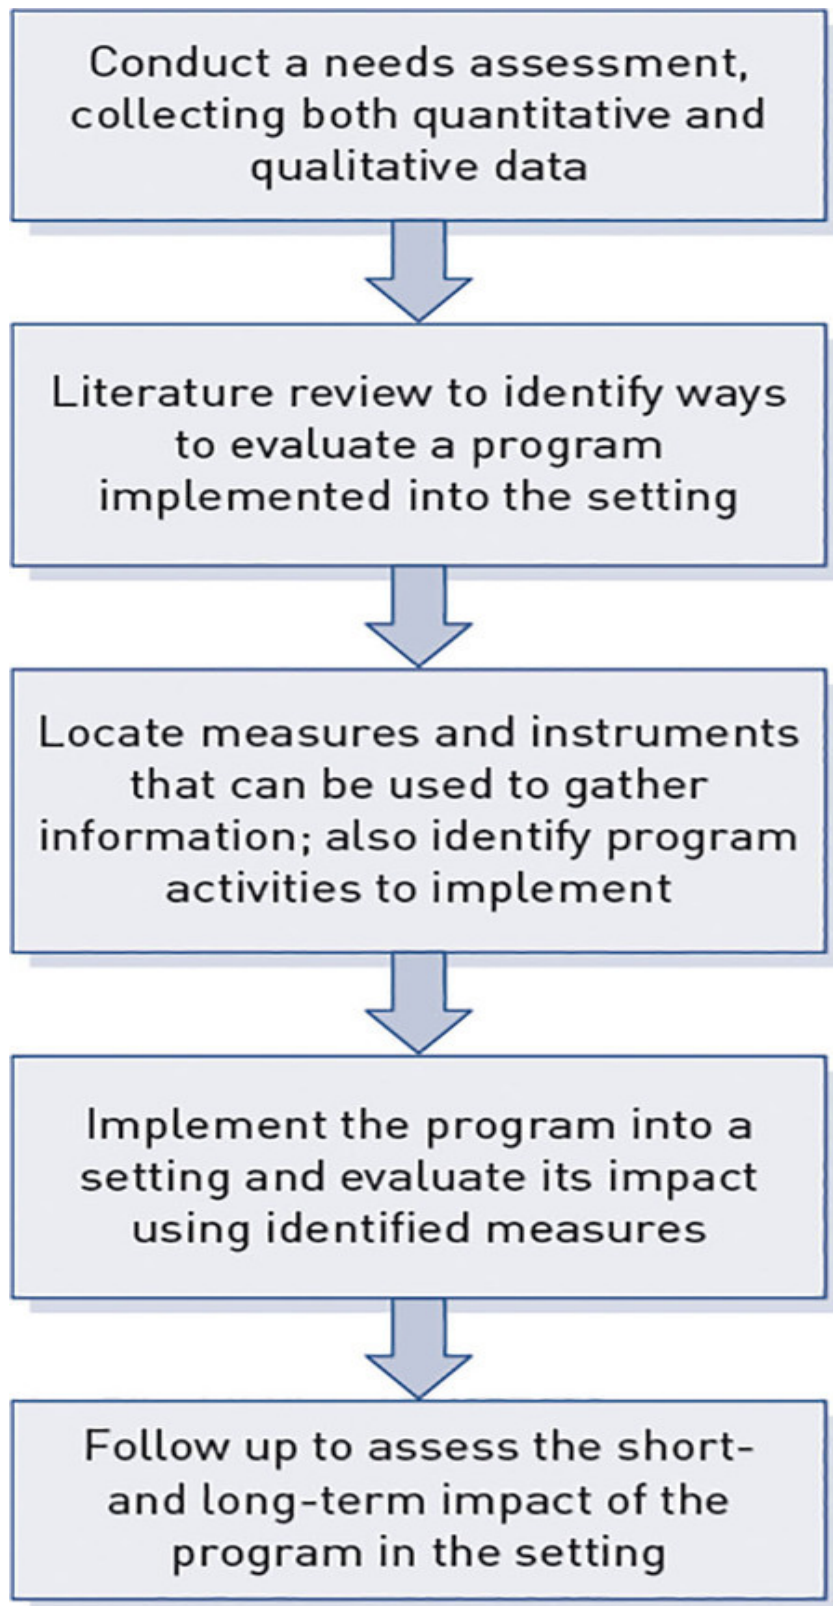 Conduct a needs assessment,
collecting both quantitative and
qualitative data
Literature review to identify ways
to evaluate a program
implemented into the setting
Locate measures and instruments
that can be used to gather
information; also identify program
activities to implement
Implement the program into a
setting and evaluate its impact
using identified measures
Follow up to assess the short-
and long-term impact of the
program in the setting